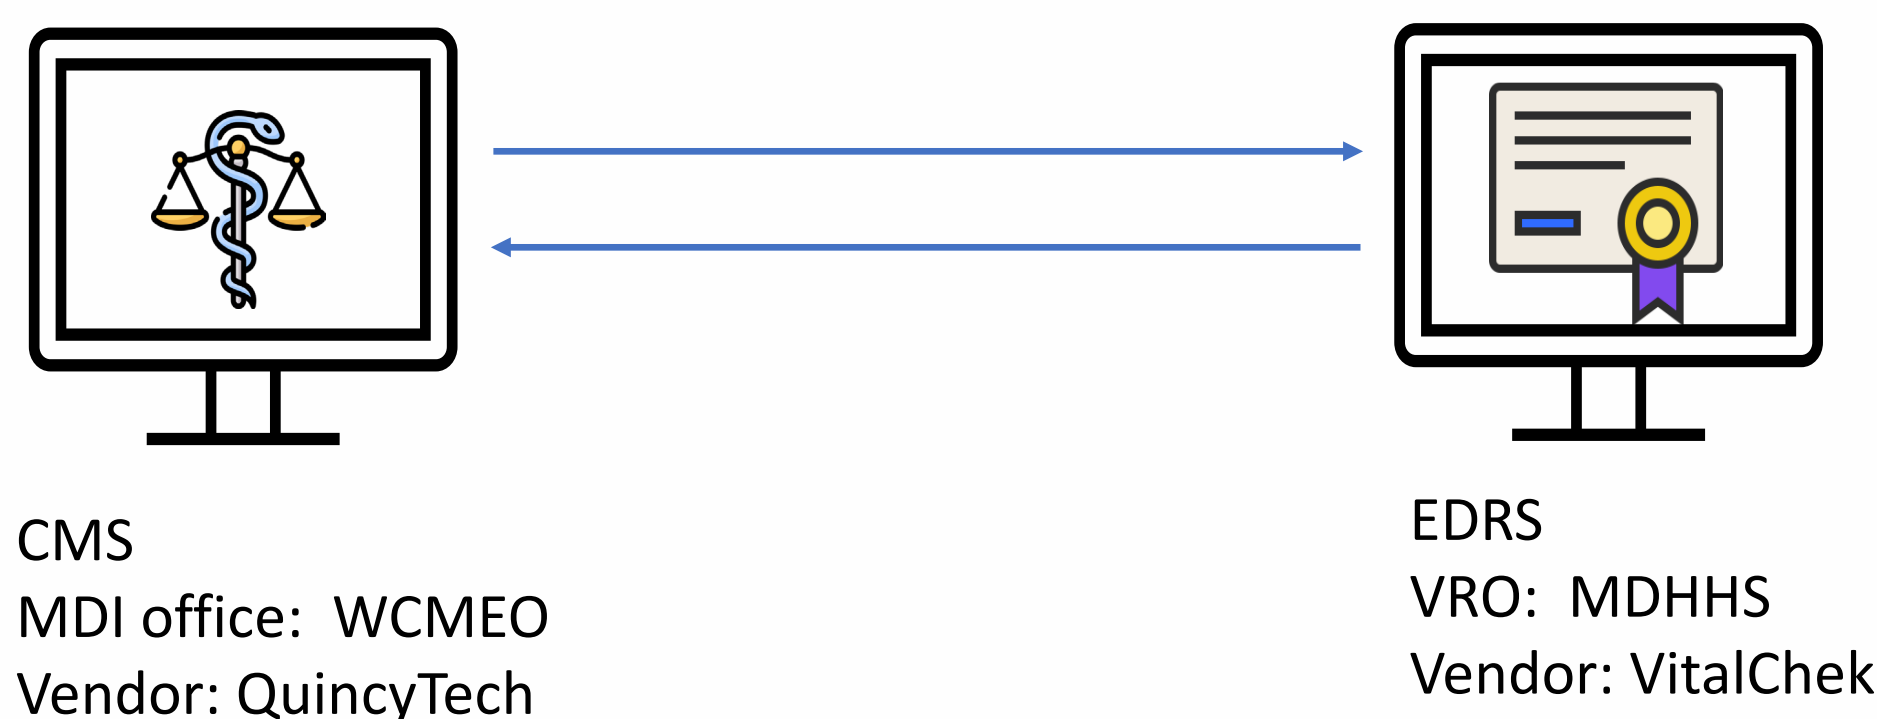 CMS
MDI office: WCMEO
Vendor: QuincyTech
EDRS
VRO: MDHHS
Vendor: VitalChek